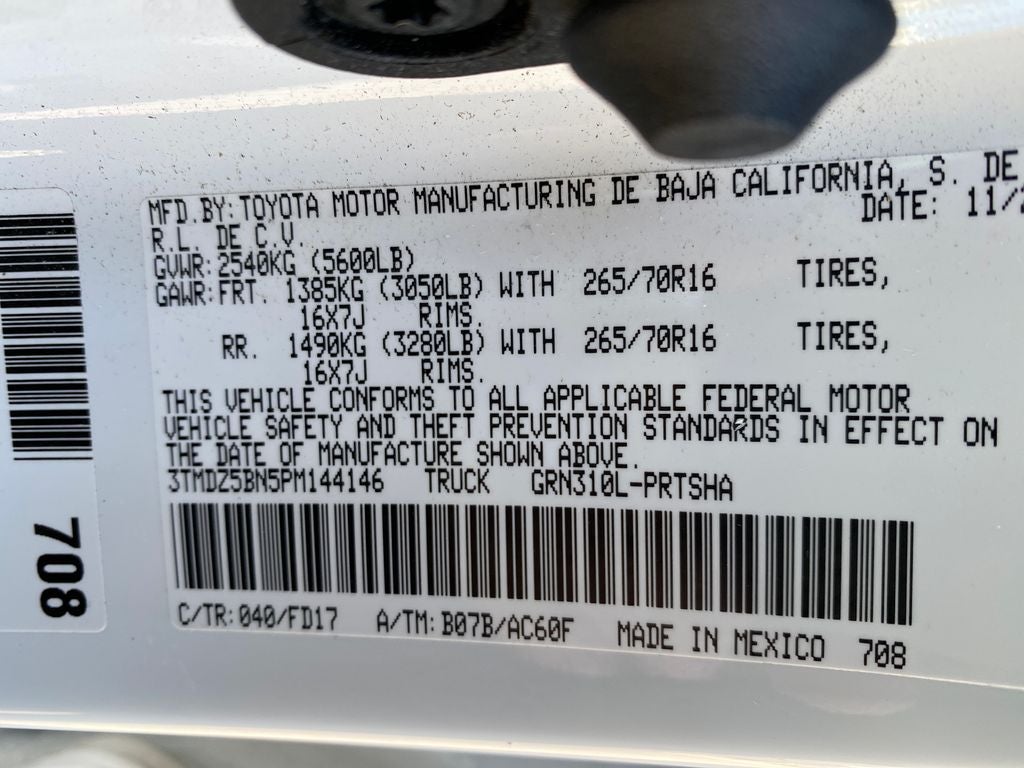 MFD.BY:TOYOTA MOTOR MANUFACTURING DE BAJA CALIFORNIA, S. DE
R.L. DE C.V. DATE: 11/2
GVWR:2540KG (5600LB)
GAWR:FRT. 1385KG (3050LB) WITH 265/70R16 TIRES,
16X7J RIMS.
RR. 1490KG (3280LB) WITH 265/70R16 TIRES,
16X7J RIMS.
THIS VEHICLE CONFORMS TO ALL APPLICABLE FEDERAL MOTOR
VEHICLE SAFETY AND THEFT PREVENTION STANDARDS IN EFFECT ON
THE DATE OF MANUFACTURE SHOWN ABOVE.
3TMDZ5BN5PM144146 TRUCK GRN310L-PRTSHA
C/TR:040/FD17 A/TM:B07B/AC60F MADE IN MEXICO 708
708